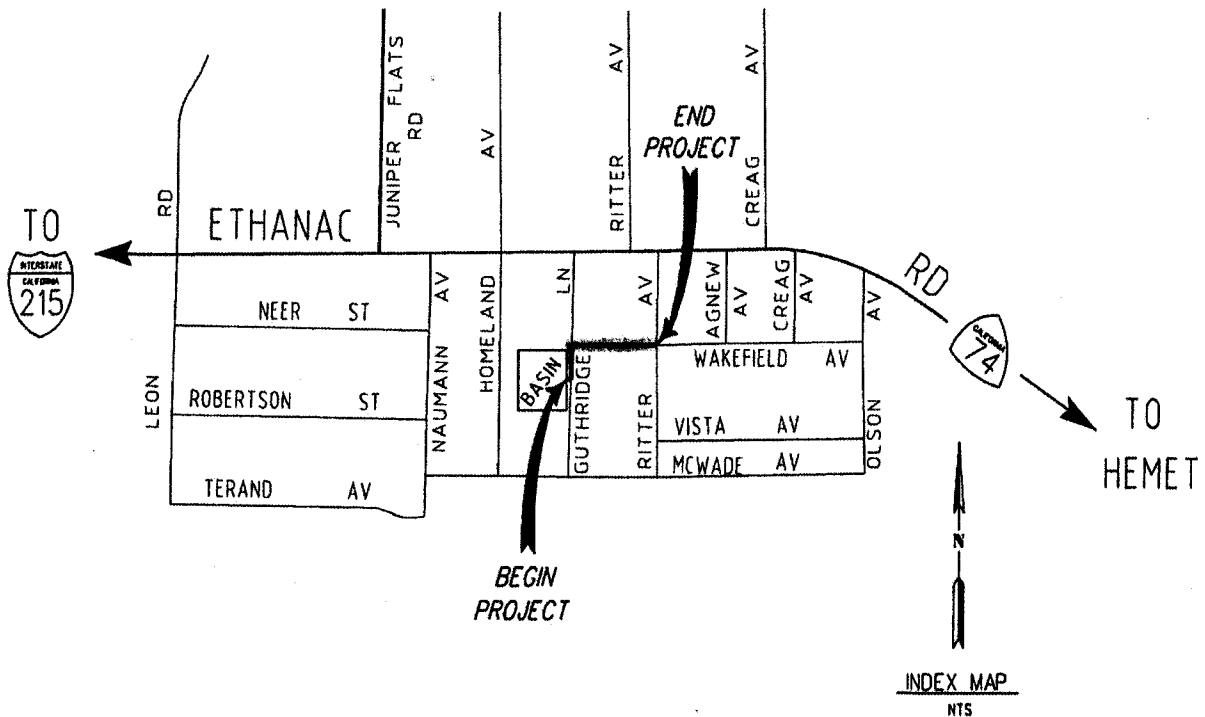 JUNIPER FLATS
RD
AV
RITTER AV
CREAG AV
END
PROJECT
HOMELAND
RD
ETHANAC
RD
TO
INTERSTATE
CALIFORNIA
215
NEER ST
ROBERTSON ST
TERAND AV
LEON
NAUMANN AV
BASIN
GUTHRIDGE LN
RITTER AV
AGNEW
AV
CREAG
AV
WAKEFIELD AV
VISTA AV
MCWADE AV
OLSON AV
CALIFORNIA
74
TO
HEMET
BEGIN
PROJECT
N
INDEX MAP
NTS